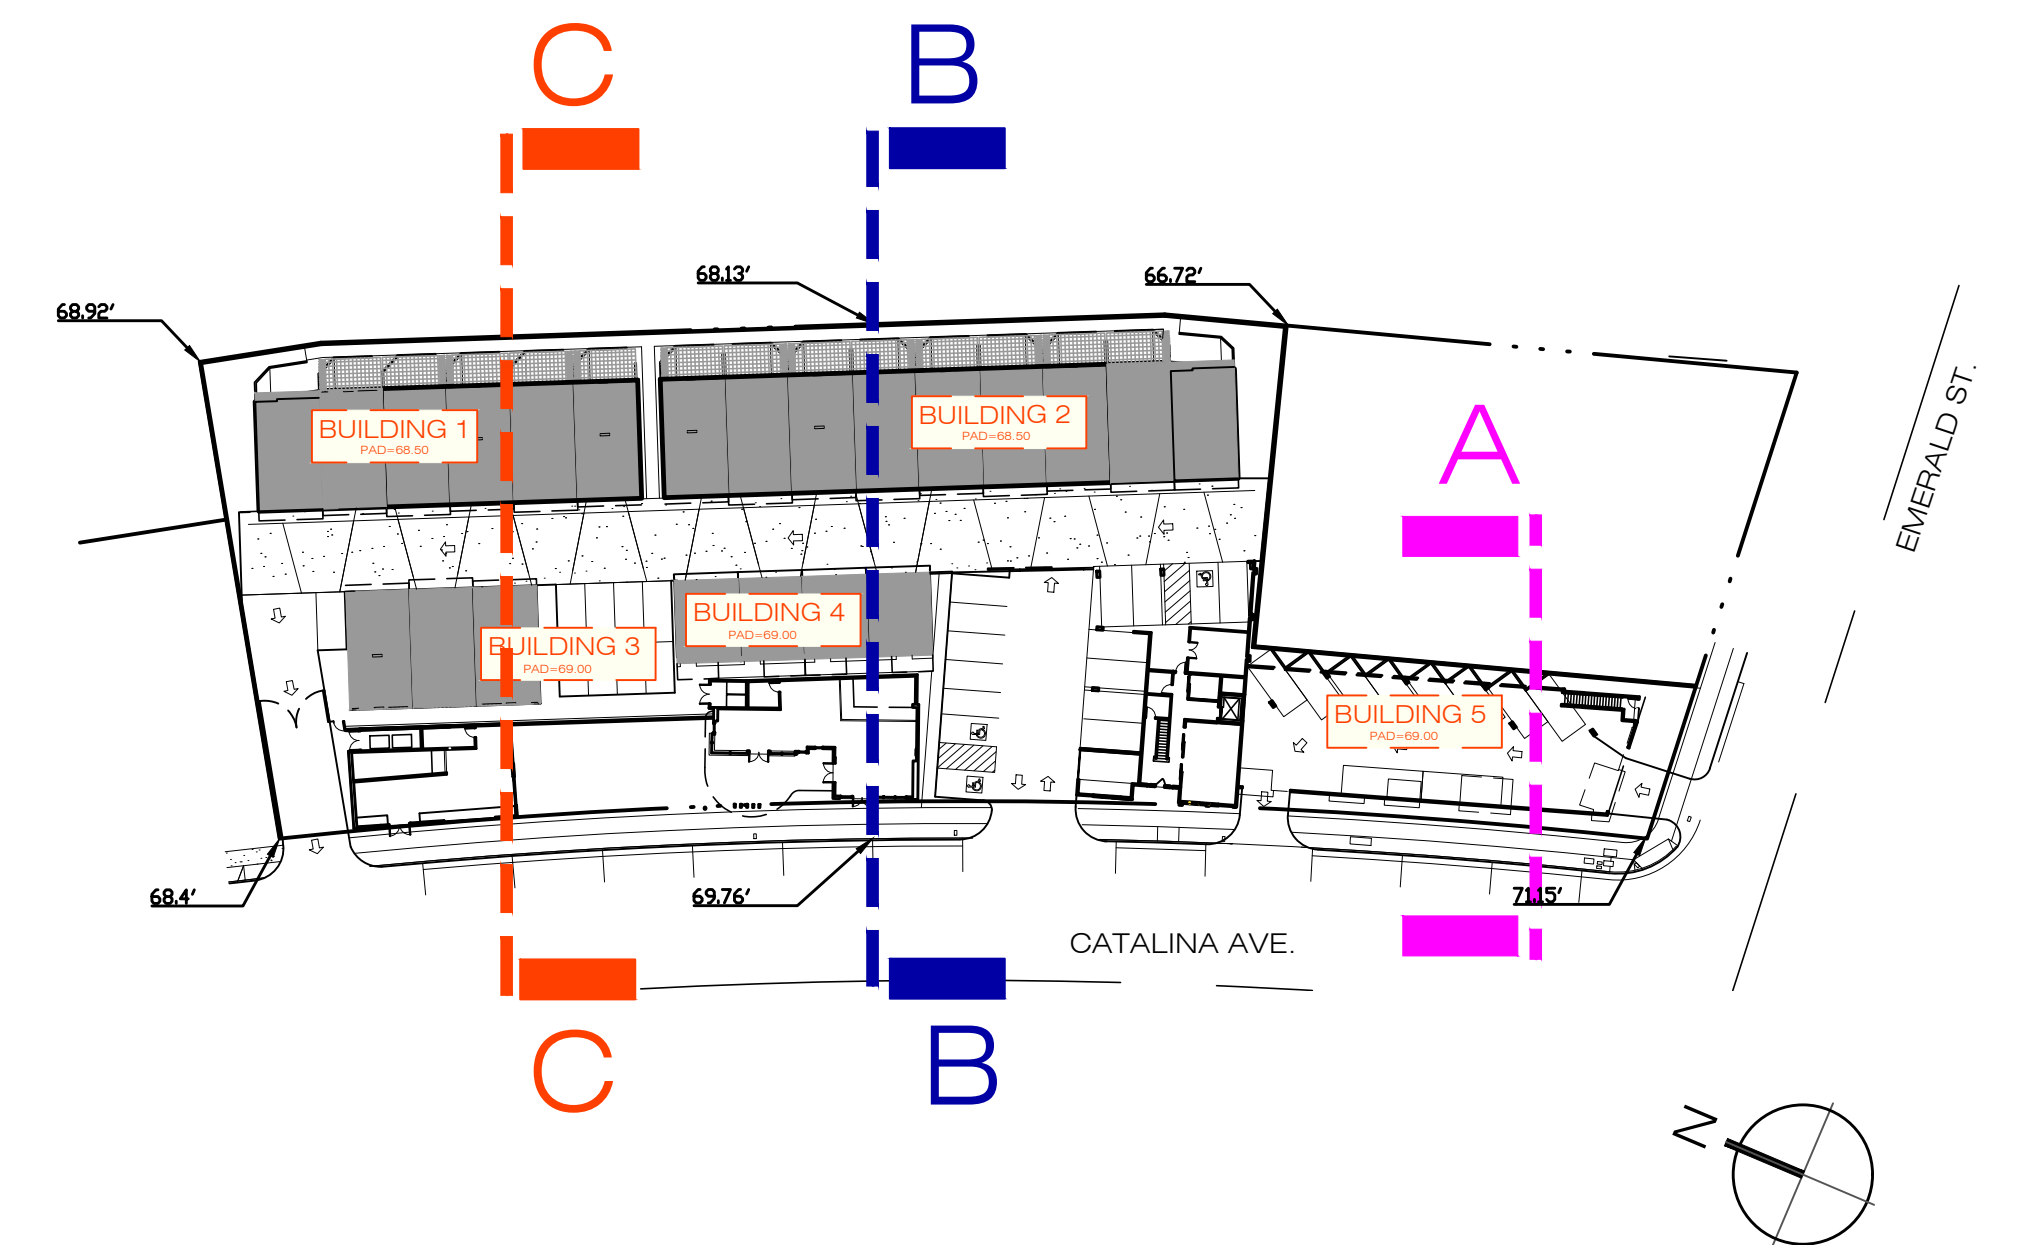 C
B
68.13'
66.72'
68.92'
EMERALD ST.
A
BUILDING 1
PAD=68.50
BUILDING 2
PAD=68.50
BUILDING 3
PAD=69.00
BUILDING 4
PAD=69.00
BUILDING 5
PAD=69.00
68.4'
69.76'
71.15'
CATALINA AVE.
C
B
N